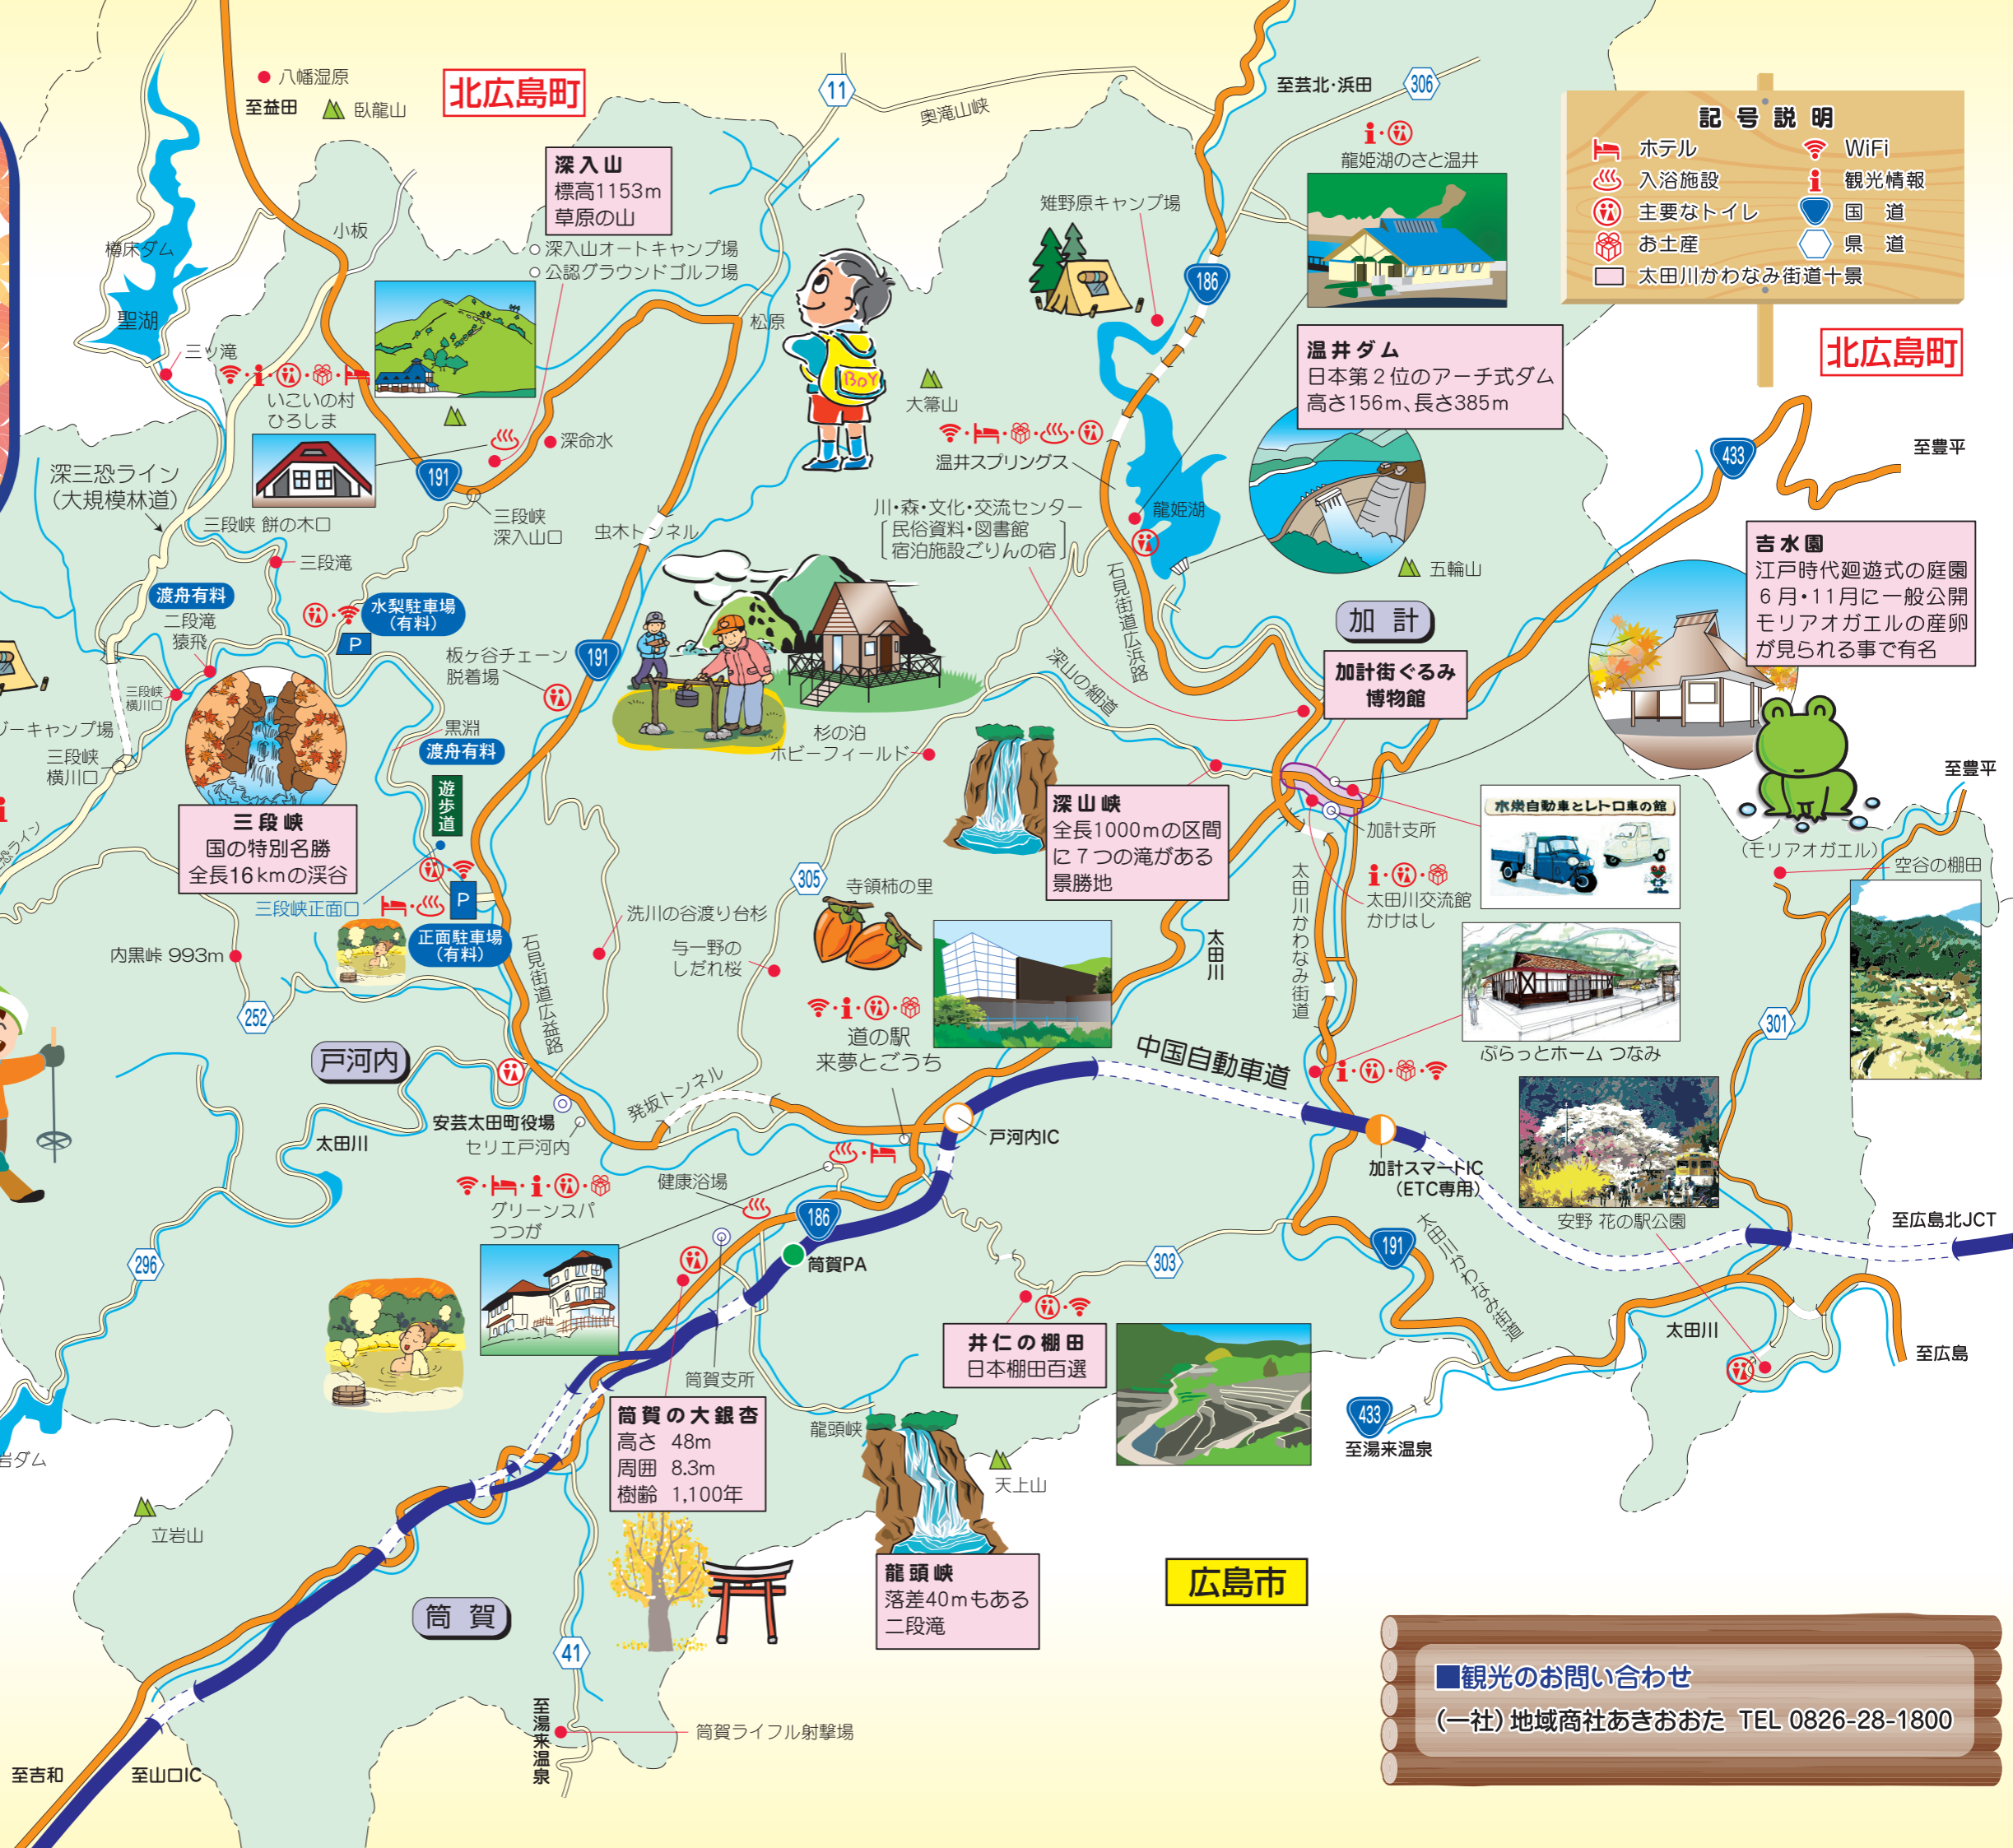 八幡湿原
至益田
臥龍山
北広島町
11
奥滝山峡
至芸北・浜田
306
龍姫湖のさと温井
記号説明
ホテル
WiFi
入浴施設
観光情報
主要なトイレ
国 道
お土産
県 道
太田川かわなみ街道十景
北広島町
深入山
標高1153m
草原の山
深入山オートキャンプ場
公認グラウンドゴルフ場
小板
樽床ダム
聖湖
三ツ滝
いこいの村
ひろしま
松原
BOY
大箒山
雉野原キャンプ場
186
温井ダム
日本第2位のアーチ式ダム
高さ156m、長さ385m
433
至豊平
深命水
191
深三恐ライン
(大規模林道)
三段峡 餅の木口
三段峡
深入山口
虫木トンネル
温井スプリングス
川・森・文化・交流センター
民俗資料・図書館
宿泊施設ごりんの宿
龍姫湖
五輪山
石見街道広浜路
吉水園
江戸時代廻遊式の庭園
6月・11月に一般公開
モリアオガエルの産卵
が見られる事で有名
三段滝
渡舟有料
二段滝
猿飛
水梨駐車場
(有料)
P
三段峡
横川口
板ヶ谷チェーン
脱着場
191
加計
加計街ぐるみ
博物館
深山の細道
杉の泊
ホビーフィールド
黒淵
渡舟有料
遊歩道
ジーキャンプ場
三段峡
横川口
三段峡
国の特別名勝
全長16kmの渓谷
深山峡
全長1000mの区間
に7つの滝がある
景勝地
木炭自動車とレトロ車の館
加計支所
太田川交流館
かけはし
(モリアオガエル)
至豊平
空谷の棚田
恐ライン
三段峡正面口
P
正面駐車場
(有料)
内黒峠 993m
252
305
寺領柿の里
洗川の谷渡り台杉
与一野の
しだれ桜
石見街道広益路
太田川
太田川かわなみ街道
ぷらっとホーム つなみ
301
道の駅
来夢とごうち
中国自動車道
戸河内
発坂トンネル
安芸太田町役場
セリエ戸河内
太田川
戸河内IC
加計スマートIC
(ETC専用)
安野 花の駅公園
至広島北JCT
健康浴場
グリーンスパ
つつが
186
筒賀PA
303
191
太田川かわなみ街道
296
井仁の棚田
日本棚田百選
太田川
至広島
筒賀支所
433
至湯来温泉
筒賀の大銀杏
高さ 48m
周囲 8.3m
樹齢 1,100年
龍頭峡
天上山
岩ダム
立岩山
龍頭峡
落差40mもある
二段滝
広島市
筒賀
41
至湯来温泉
筒賀ライフル射撃場
至吉和
至山口IC
■観光のお問い合わせ
(一社)地域商社あきおおた TEL 0826-28-1800